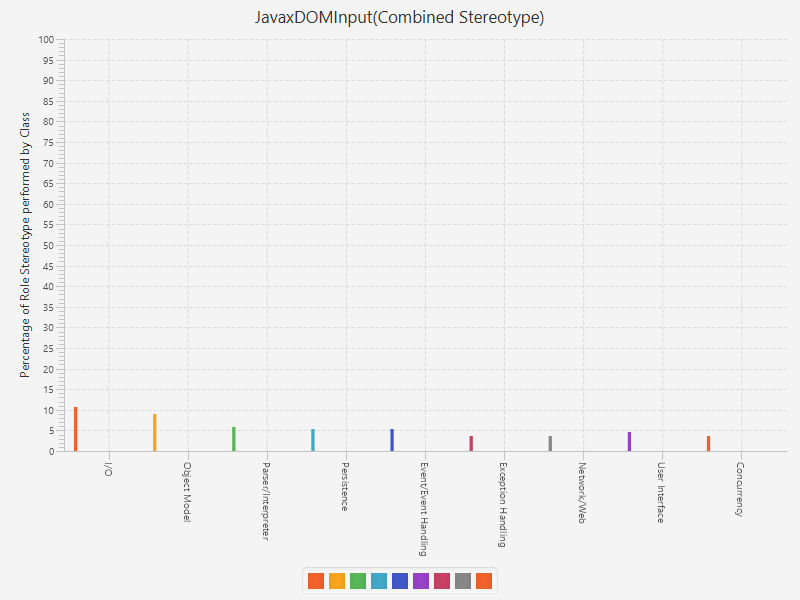 JavaxDOMInput(Combined Stereotype)
Percentage of Role Stereotype performed by Class
100
95
90
85
80
75
70
65
60
55
50
45
40
35
30
25
20
15
10
5
0
I/O
Object Model
Parser/Interpreter
Persistence
Event/Event Handling
Exception Handling
Network/Web
User Interface
Concurrency